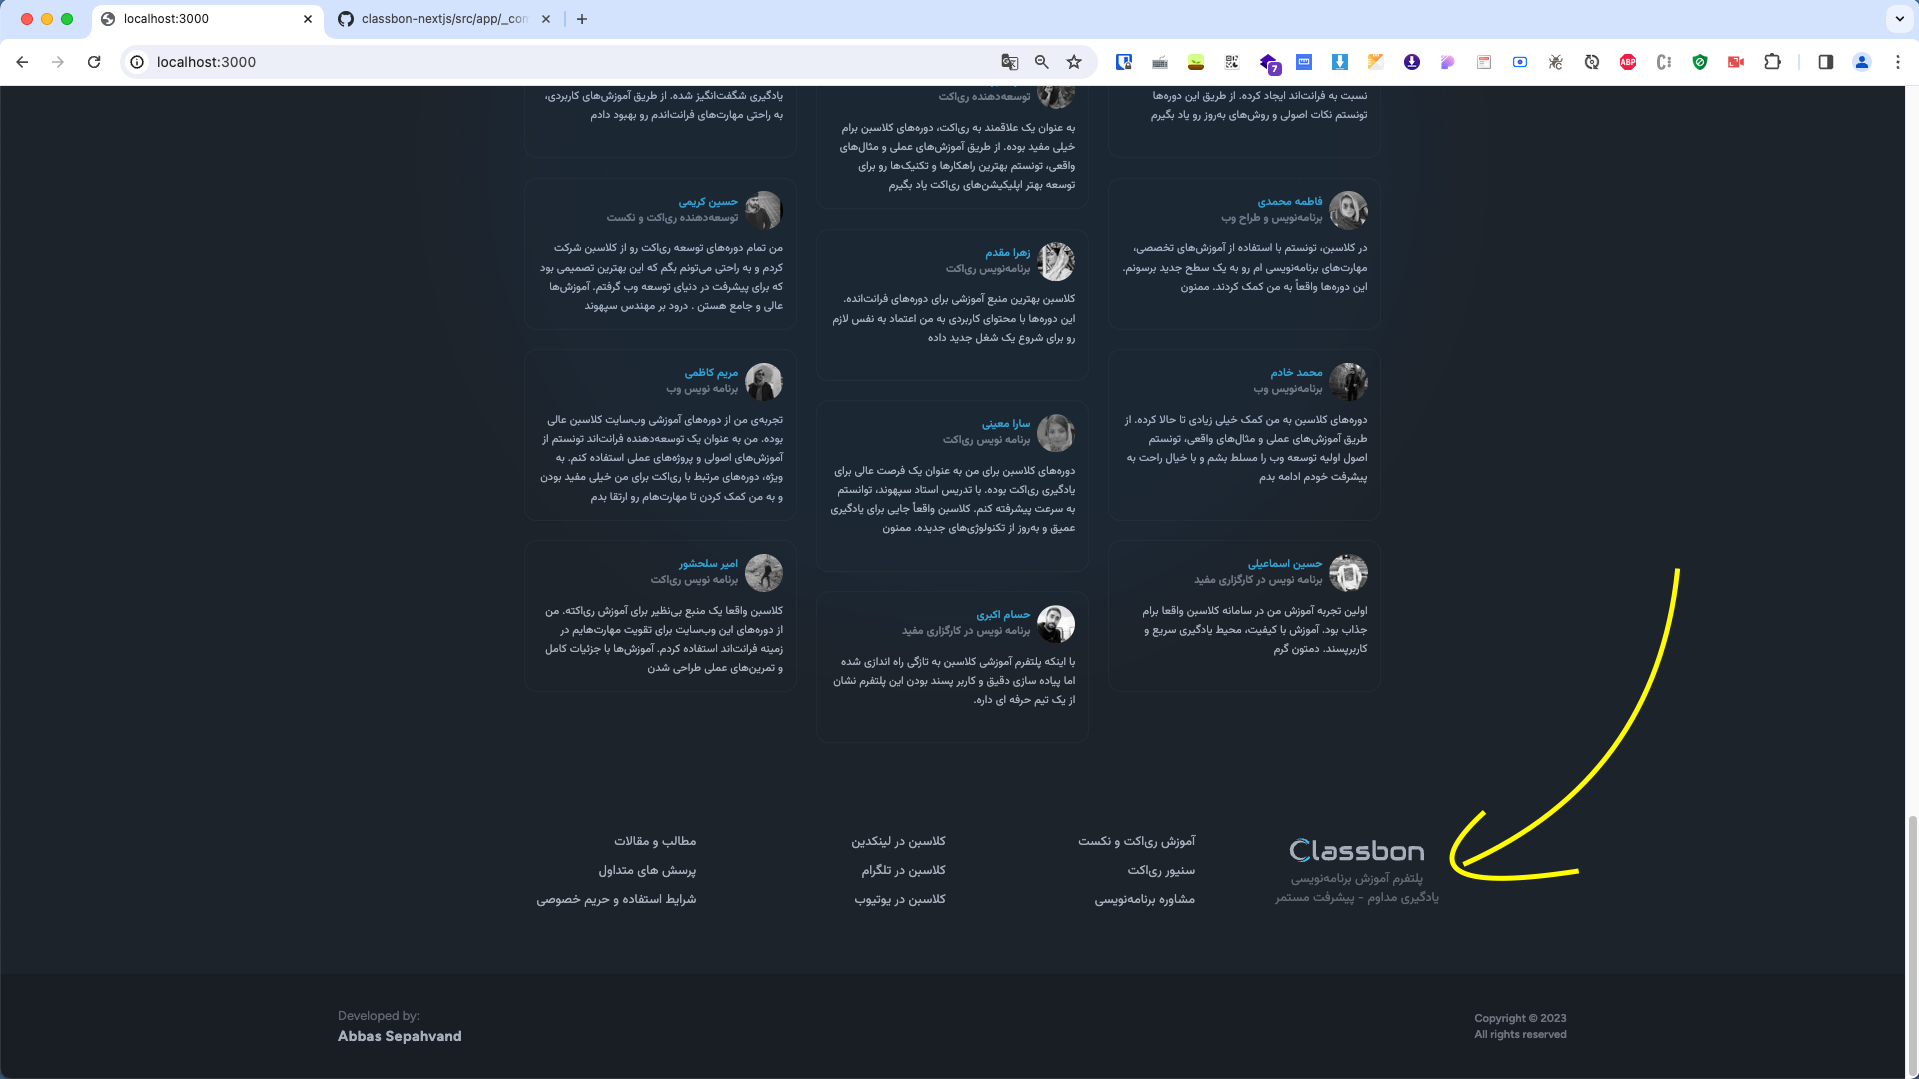 localhost:3000
classbon-nextjs/src/app/_con
localhost:3000
7
ABP
نسبت به فرانت‌اند ایجاد کرده. از طریق این دوره‌ها
تونستم نکات اصولی و روش‌های به‌روز رو یاد بگیرم
فاطمه محمدی
برنامه‌نویس و طراح وب
در کلاسبن، تونستم با استفاده از آموزش‌های تخصصی،
مهارت‌های برنامه‌نویسی ام رو به یک سطح جدید برسونم.
این دوره‌ها واقعاً به من کمک کردند. ممنون
محمد خادم
برنامه‌نویس وب
دوره‌های کلاسبن به من کمک خیلی زیادی تا حالا کرده. از
طریق آموزش‌های عملی و مثال‌های واقعی، تونستم
اصول اولیه توسعه وب را مسلط بشم و با خیال راحت به
پیشرفت خودم ادامه بدم
حسین اسماعیلی
برنامه نویس در کارگزاری مفید
اولین تجربه آموزش من در سامانه کلاسبن واقعا برام
جذاب بود. آموزش با کیفیت، محیط یادگیری سریع و
کاربرپسند. دمتون گرم
توسعه‌دهنده ری‌اکت
به عنوان یک علاقمند به ری‌اکت، دوره‌های کلاسبن برام
خیلی مفید بوده. از طریق آموزش‌های عملی و مثال‌های
واقعی، تونستم بهترین راهکارها و تکنیک‌ها رو برای
توسعه بهتر اپلیکیشن‌های ری‌اکت یاد بگیرم
زهرا مقدم
برنامه‌نویس ری‌اکت
کلاسبن بهترین منبع آموزشی برای دوره‌های فرانت‌انده.
این دوره‌ها با محتوای کاربردی به من اعتماد به نفس لازم
رو برای شروع یک شغل جدید داده
سارا معینی
برنامه نویس ری‌اکت
دوره‌های کلاسبن برای من به عنوان یک فرصت عالی برای
یادگیری ری‌اکت بوده. با تدریس استاد سپهوند، توانستم
به سرعت پیشرفته کنم. کلاسبن واقعاً جایی برای یادگیری
عمیق و به‌روز از تکنولوژی‌های جدیده. ممنون
حسام اکبری
برنامه نویس در کارگزاری مفید
با اینکه پلتفرم آموزشی کلاسبن به تازگی راه اندازی شده
اما پیاده سازی دقیق و کاربر پسند بودن این پلتفرم نشان
از یک تیم حرفه ای داره.
یادگیری شگفت‌انگیز شده. از طریق آموزش‌های کاربردی،
به راحتی مهارت‌های فرانت‌اندم رو بهبود دادم
حسین کریمی
توسعه‌دهنده ری‌اکت و نکست
من تمام دوره‌های توسعه ری‌اکت رو از کلاسبن شرکت
کردم و به راحتی می‌تونم بگم که این بهترین تصمیمی بود
که برای پیشرفت در دنیای توسعه وب گرفتم. آموزش‌ها
عالی و جامع هستن . درود بر مهندس سپهوند
مریم کاظمی
برنامه نویس وب
تجربه‌ی من از دوره‌های آموزشی وب‌سایت کلاسبن عالی
بوده. من به عنوان یک توسعه‌دهنده فرانت‌اند تونستم از
آموزش‌های اصولی و پروژه‌های عملی استفاده کنم. به
ویژه، دوره‌های مرتبط با ری‌اکت برای من خیلی مفید بودن
و به من کمک کردن تا مهارت‌هام رو ارتقا بدم
امیر سلحشور
برنامه نویس ری‌اکت
کلاسبن واقعا یک منبع بی‌نظیر برای آموزش ری‌اکته. من
از دوره‌های این وب‌سایت برای تقویت مهارت‌هایم در
زمینه فرانت‌اند استفاده کردم. آموزش‌ها با جزئیات کامل
و تمرین‌های عملی طراحی شدن
Classbon
پلتفرم آموزش برنامه‌نویسی
یادگیری مداوم - پیشرفت مستمر
آموزش ری‌اکت و نکست
سنیور ری‌اکت
مشاوره برنامه‌نویسی
کلاسبن در لینکدین
کلاسبن در تلگرام
کلاسبن در یوتیوب
مطالب و مقالات
پرسش های متداول
شرایط استفاده و حریم خصوصی
Copyright © 2023
All rights reserved
Developed by:
Abbas Sepahvand